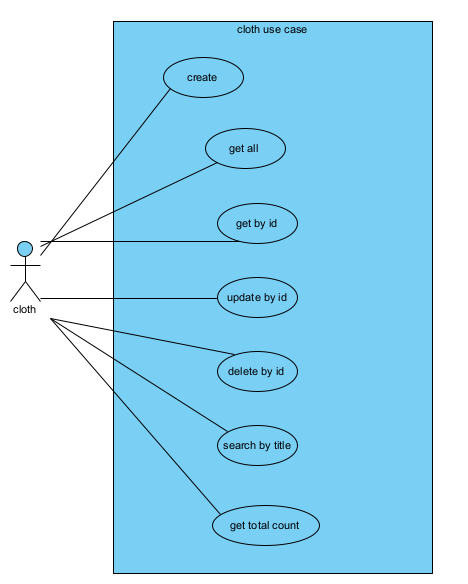 cloth use case
create
get all
get by id
cloth
update by id
delete by id
search by title
get total count